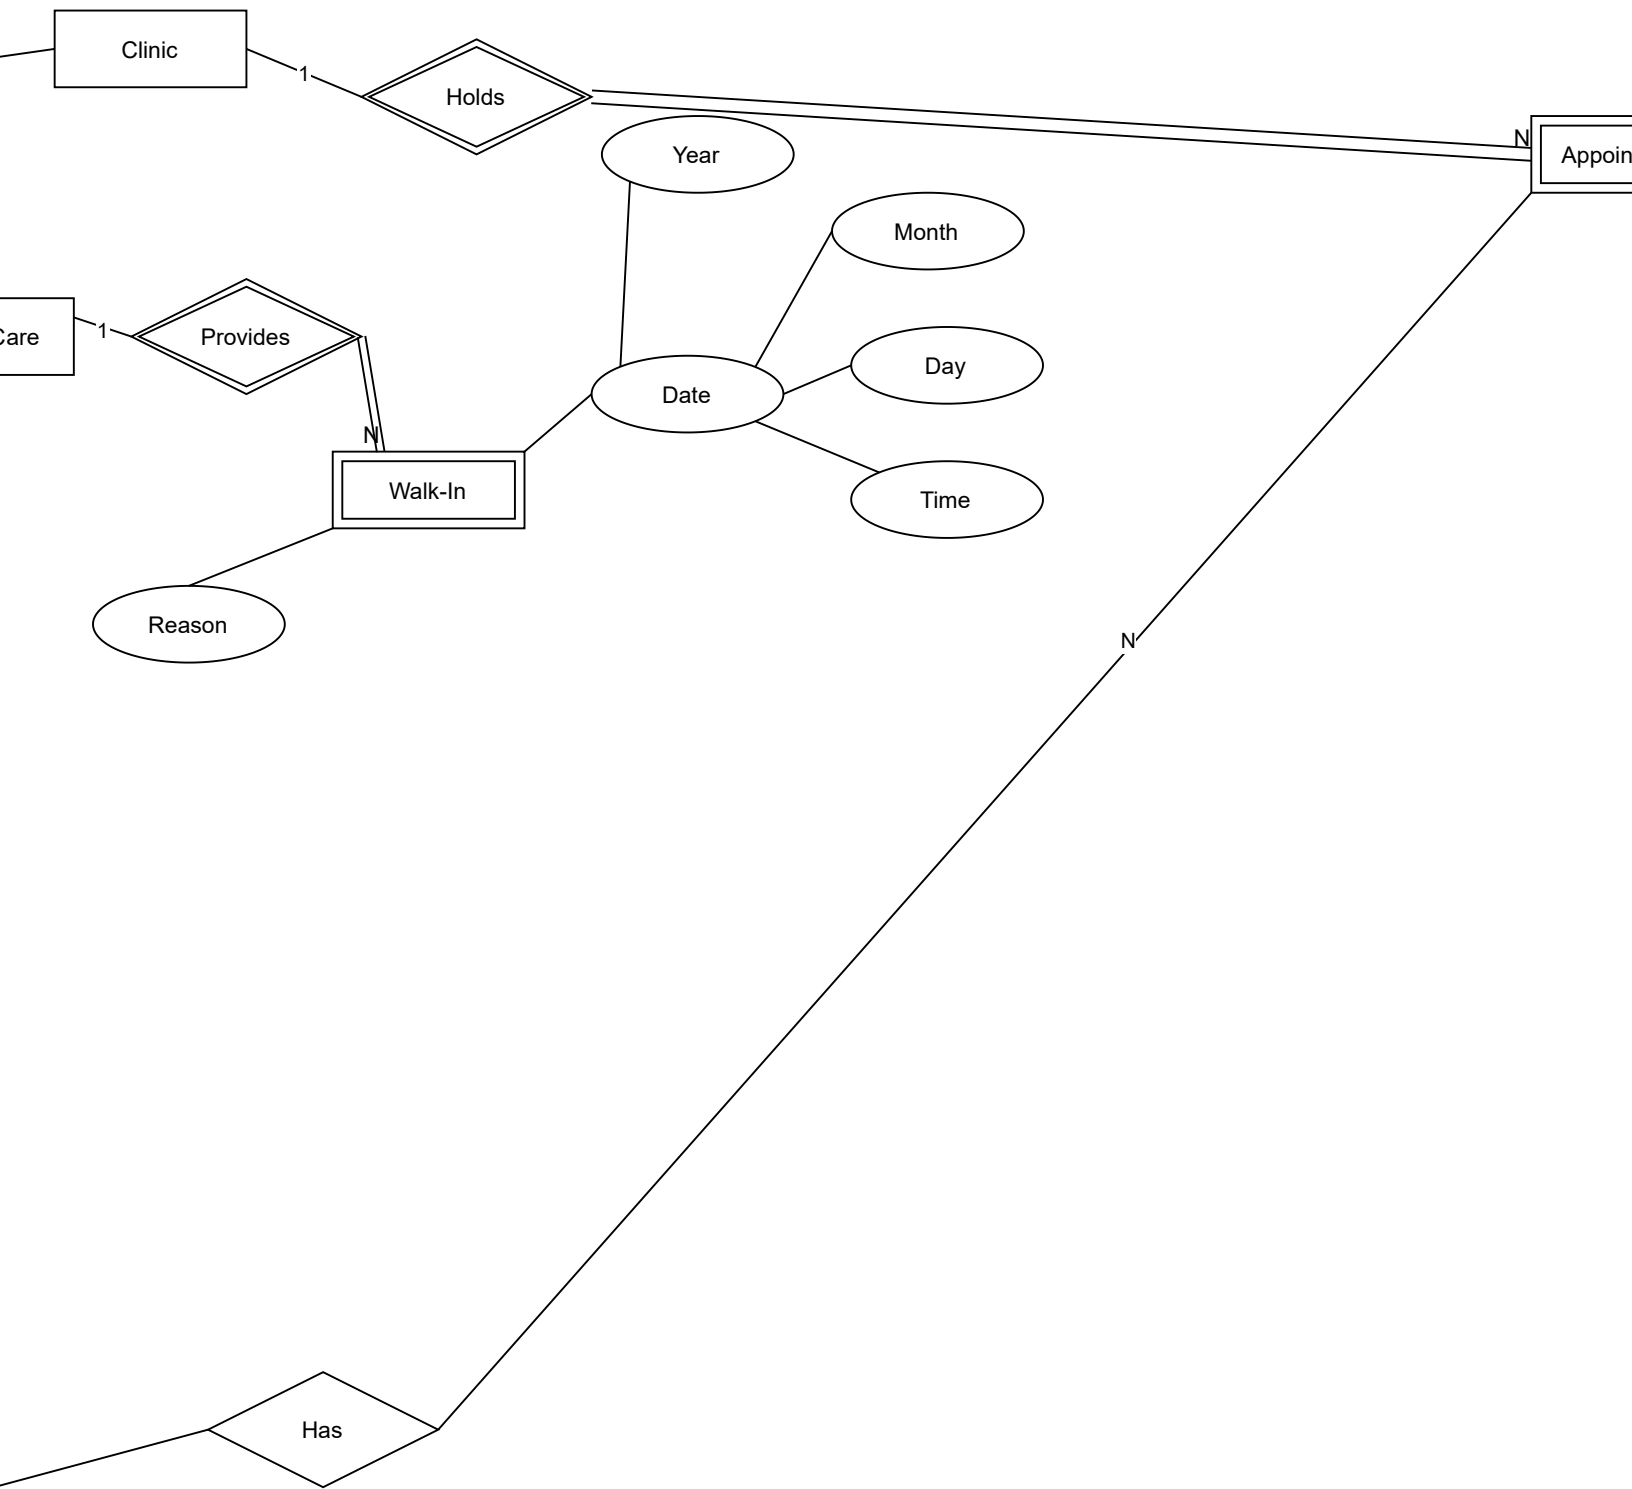 Clinic
1
Holds
N
Appoin
Year
Month
Care
1
Provides
Day
Date
N
Walk-In
Time
Reason
N
Has